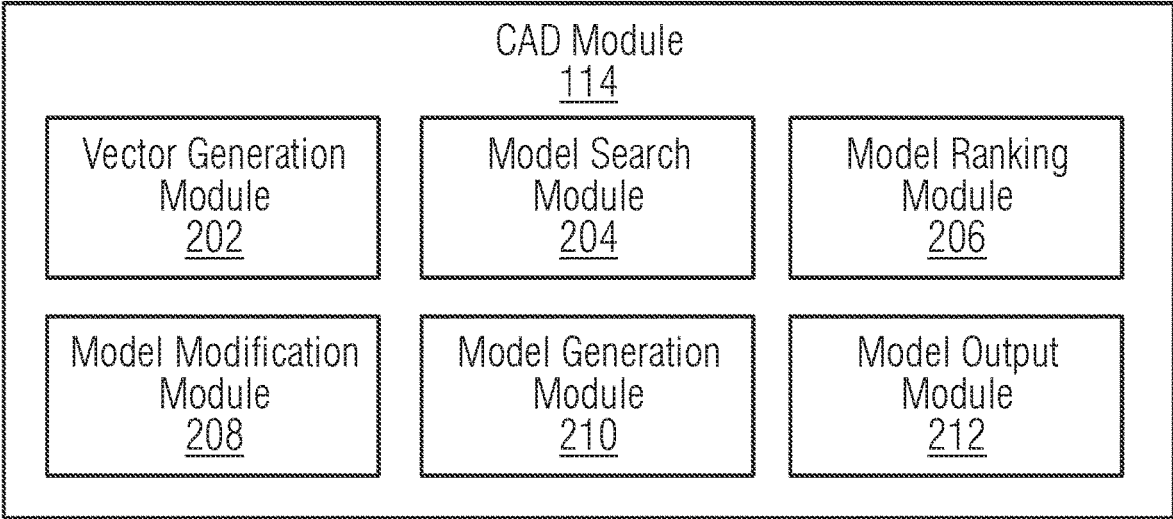 CAD Module
114
Vector Generation
Module
202
Model Search
Module
204
Model Ranking
Module
206
Model Modification
Module
208
Model Generation
Module
210
Model Output
Module
212